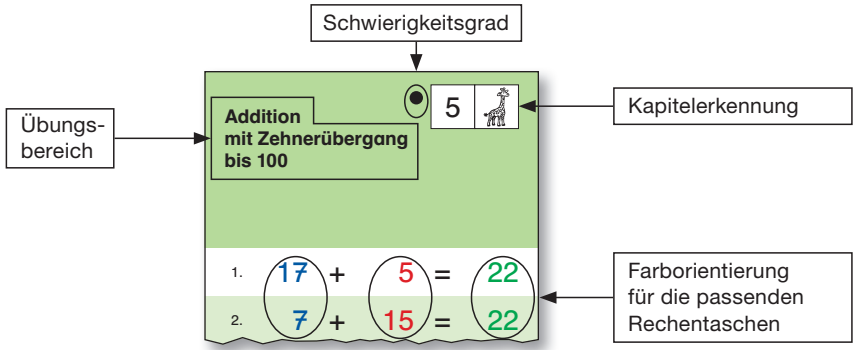 Schwierigkeitsgrad
Übungs-
bereich
Addition
mit Zehnerübergang
bis 100
5
Kapitelerkennung
1. 17 + 5 = 22
2. 7 + 15 = 22
Farborientierung
für die passenden
Rechentaschen